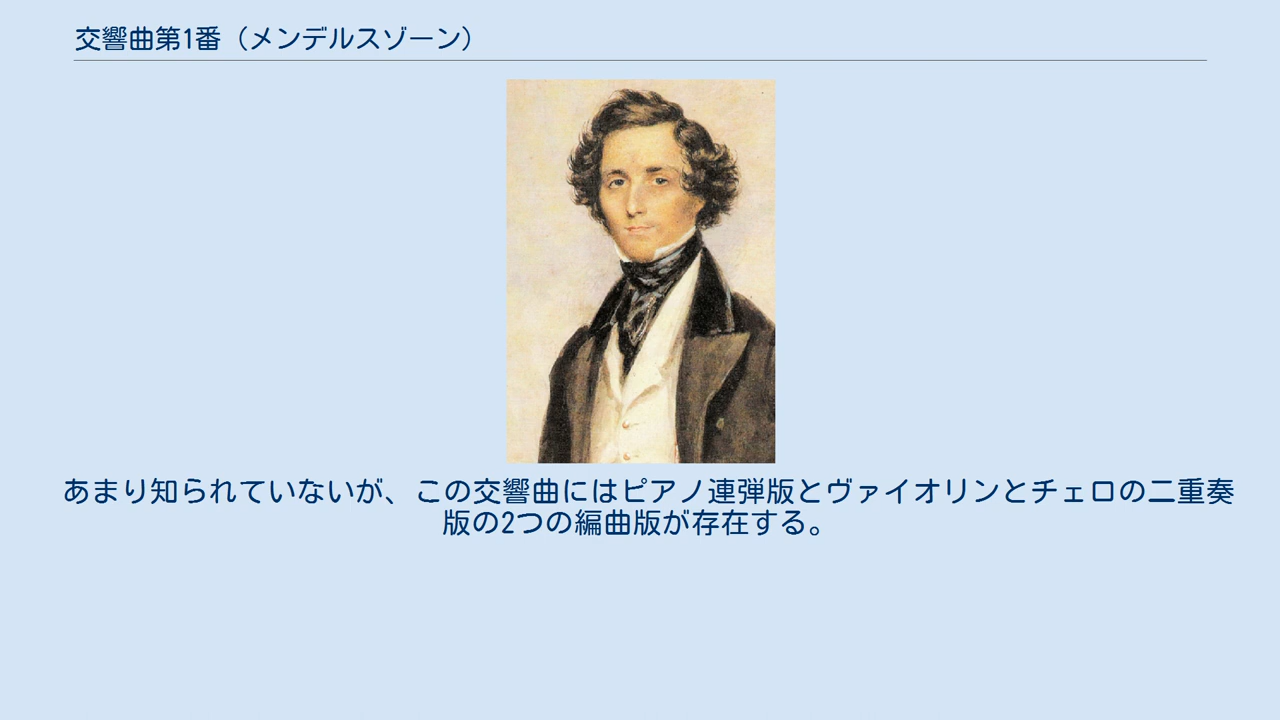 交響曲第1番（メンデルスゾーン）
あまり知られていないが、この交響曲にはピアノ連弾版とヴァイオリンとチェロの二重奏
版の2つの編曲版が存在する。